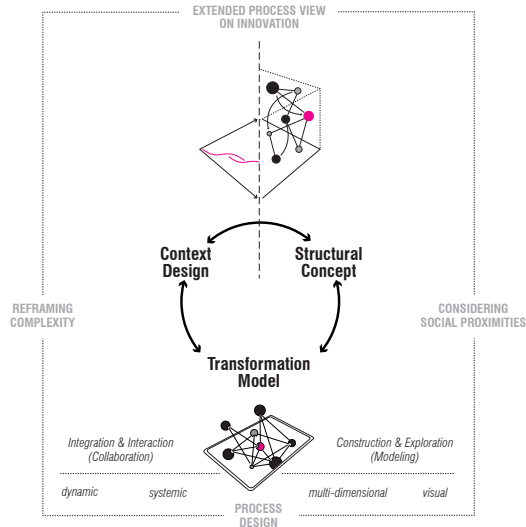 EXTENDED PROCESS VIEW
ON INNOVATION
Context
Design
Structural
Concept
REFRAMING
COMPLEXITY
CONSIDERING
SOCIAL PROXIMITIES
Transformation
Model
Integration & Interaction
(Collaboration)
Construction & Exploration
(Modeling)
dynamic systemic multi-dimensional visual
PROCESS
DESIGN